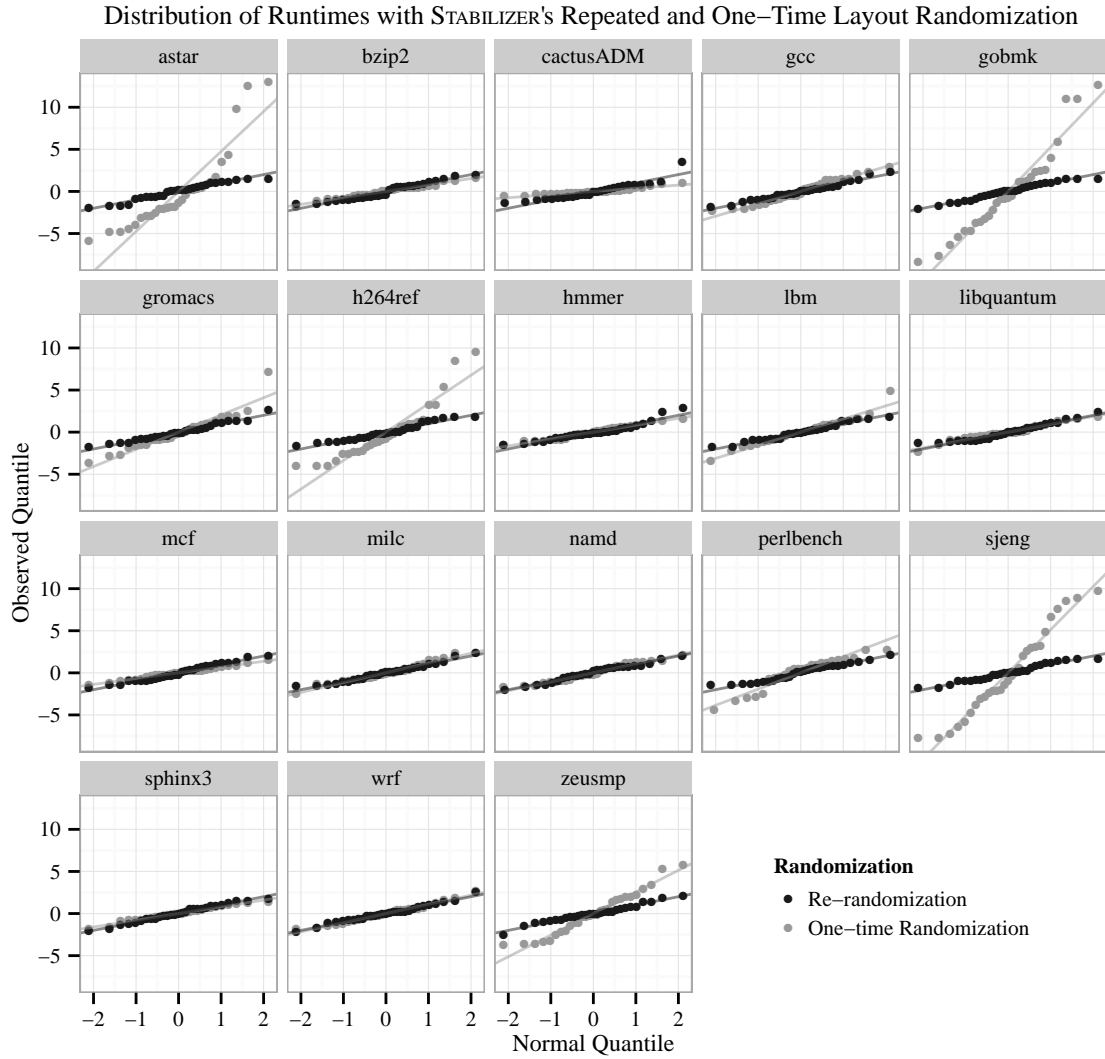 Distribution of Runtimes with STABILIZER's Repeated and One−Time Layout Randomization
astar bzip2 cactusADM gcc gobmk
10
5
0
−5
gromacs h264ref hmmer lbm libquantum
10
5
0
−5
mcf milc namd perlbench sjeng
10
5
0
−5
sphinx3 wrf zeusmp
10
5
0
−5
−2 −1 0 1 2 −2 −1 0 1 2 −2 −1 0 1 2
Observed Quantile
Normal Quantile
Randomization
Re−randomization
One−time Randomization